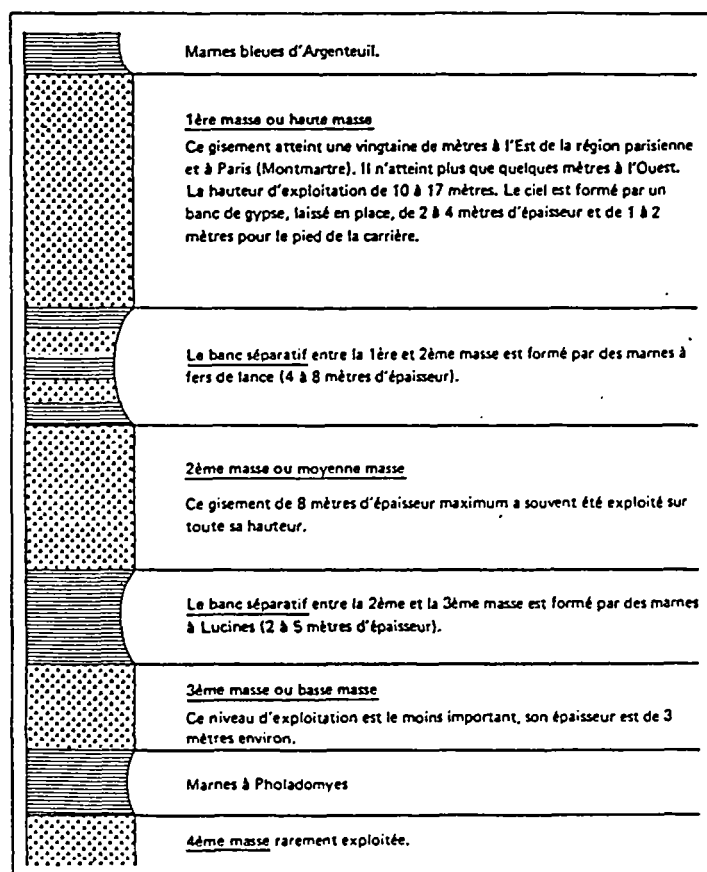 Marnes bleues d'Argenteuil.
1ère masse ou haute masse
Ce gisement atteint une vingtaine de mètres à l'Est de la région parisienne
et à Paris (Montmartre). Il n'atteint plus que quelques mètres à l'Ouest.
La hauteur d'exploitation de 10 à 17 mètres. Le ciel est formé par un
banc de gypse, laissé en place, de 2 à 4 mètres d'épaisseur et de 1 à 2
mètres pour le pied de la carrière.
Le banc séparatif entre la 1ère et 2ème masse est formé par des marnes à
fers de lance (4 à 8 mètres d'épaisseur).
2ème masse ou moyenne masse
Ce gisement de 8 mètres d'épaisseur maximum a souvent été exploité sur
toute sa hauteur.
Le banc séparatif entre la 2ème et la 3ème masse est formé par des marnes
à Lucines (2 à 5 mètres d'épaisseur).
3ème masse ou basse masse
Ce niveau d'exploitation est le moins important, son épaisseur est de 3
mètres environ.
Marnes à Pholadomyes
4ème masse rarement exploitée.